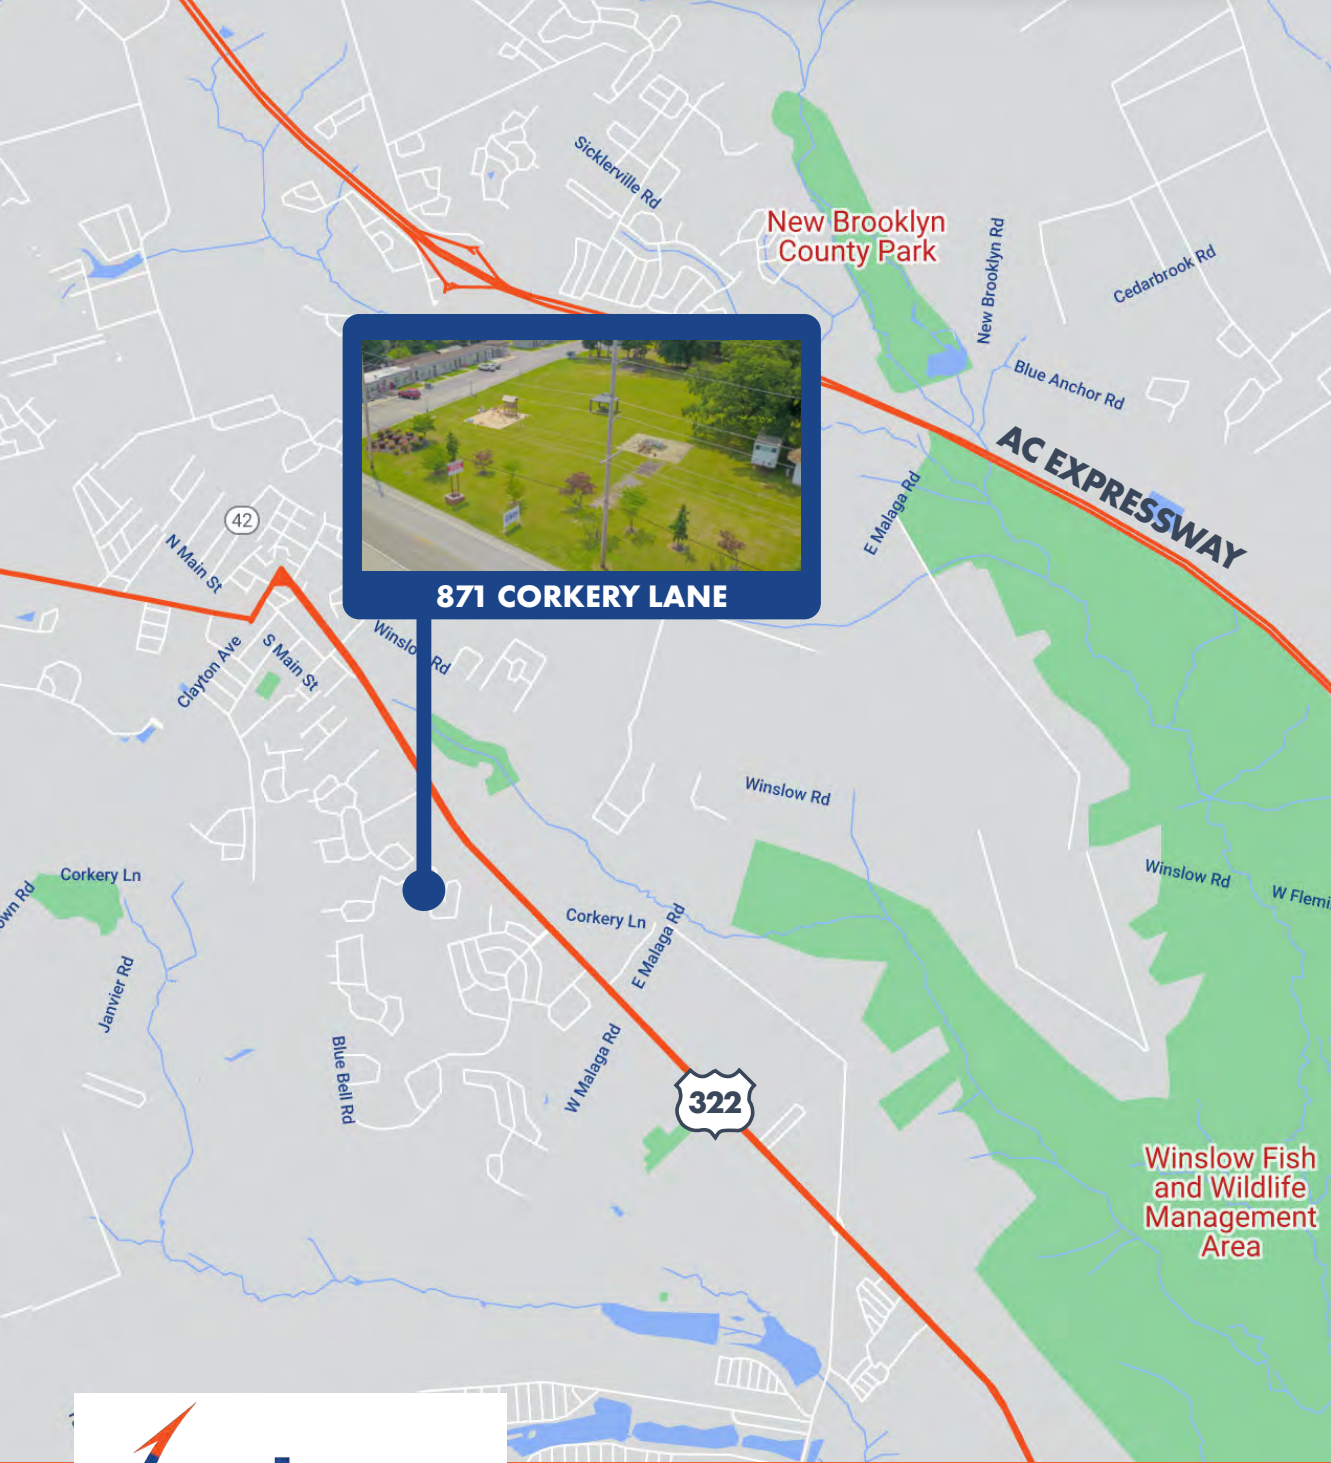 Sicklerville Rd
New Brooklyn
County Park
New Brooklyn Rd
Cedarbrook Rd
Blue Anchor Rd
AC EXPRESSWAY
E Malaga Rd
42
N Main St
871 CORKERY LANE
Winslow Rd
Clayton Ave
S Main St
Winslow Rd
Winslow Rd
W Flemi
Corkery Ln
own Rd
Corkery Ln
E Malaga Rd
Janvier Rd
Blue Bell Rd
W Malaga Rd
322
Winslow Fish
and Wildlife
Management
Area